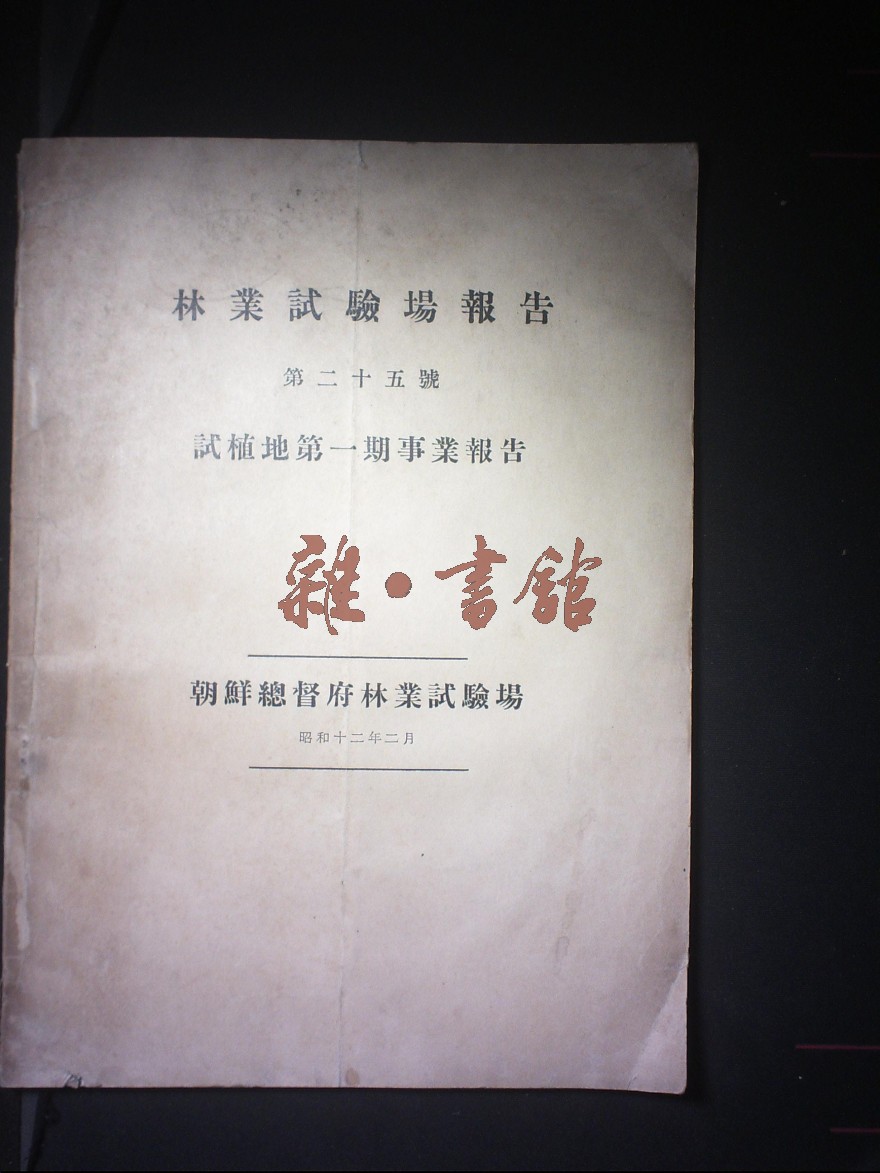 林業試驗場報告
第二十五號
試植地第一期事業報告
雜・書館
朝鮮總督府林業試驗場
昭和十二年二月